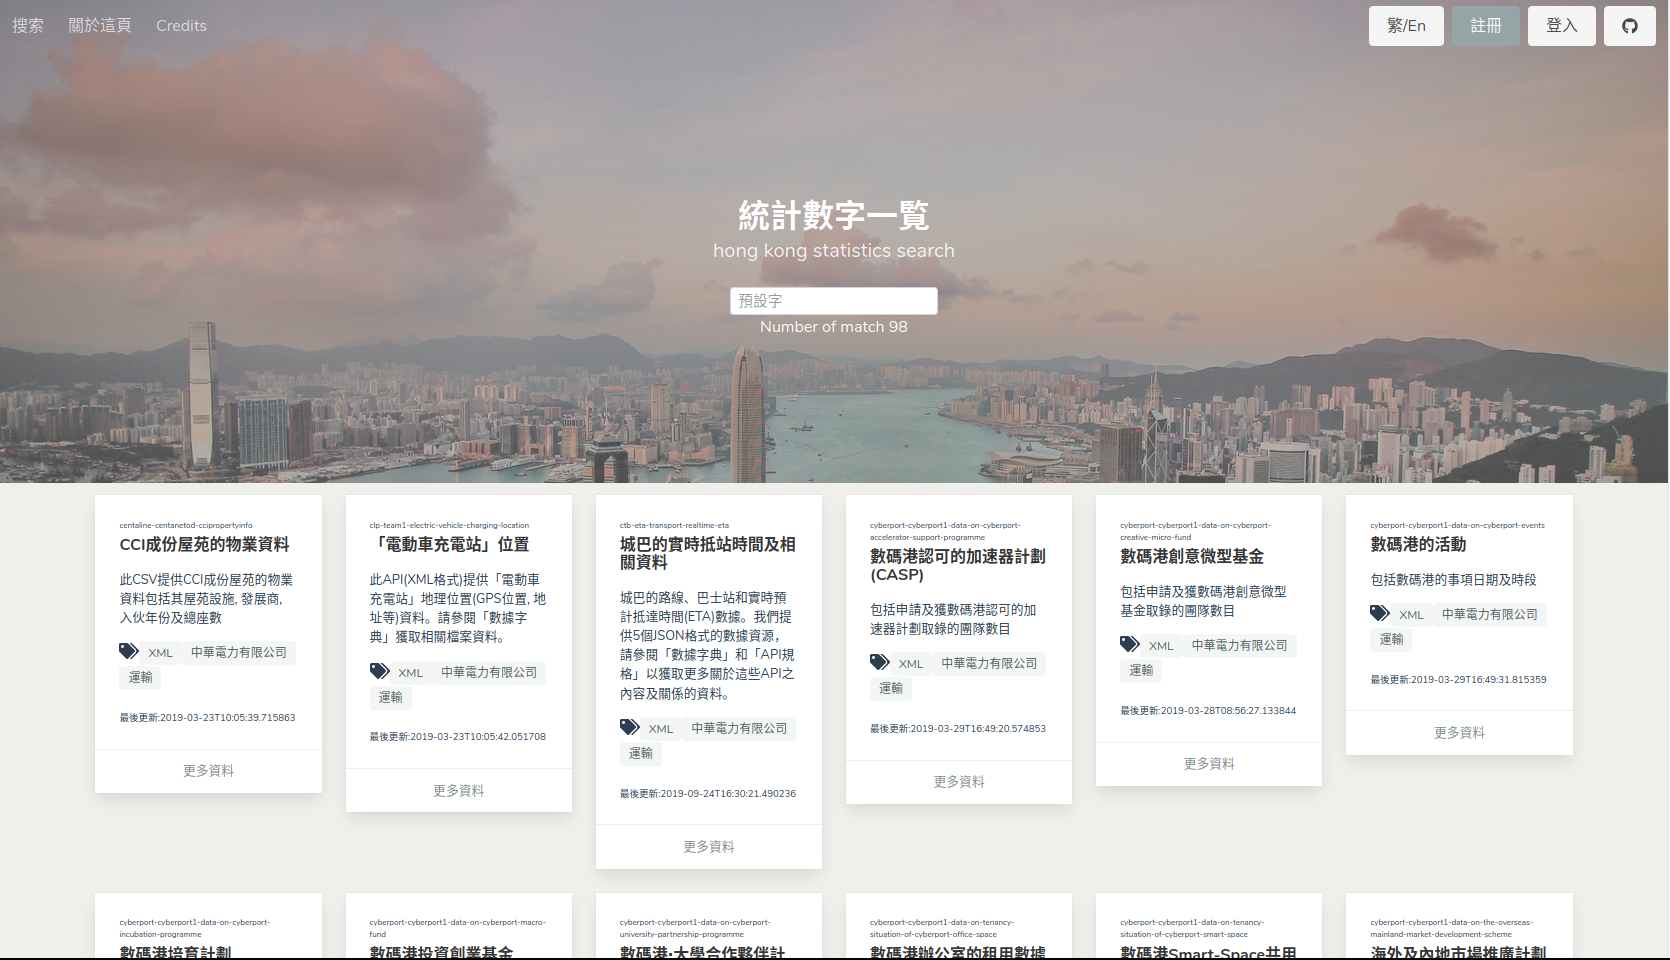 搜索 關於這頁 Credits 繁/En 註冊 登入
統計數字一覧
hong kong statistics search
預設字
Number of match 98
centaline-centanetod-ccipropertyinfo
CCI成份屋苑的物業資料
此CSV提供CCI成份屋苑的物業
資料包括其屋苑設施, 發展商,
入伙年份及總座數
XML 中華電力有限公司
運輸
最後更新:2019-03-23T10:05:39.715863
更多資料
clp-team1-electric-vehicle-charging-location
「電動車充電站」位置
此API(XML格式)提供「電動車
充電站」地理位置(GPS位置, 地
址等)資料。請參閱「數據字
典」獲取相關檔案資料。
XML 中華電力有限公司
運輸
最後更新:2019-03-23T10:05:42.051708
更多資料
ctb-eta-transport-realtime-eta
城巴的實時抵站時間及相
關資料
城巴的路線、巴士站和實時預
計抵達時間(ETA)數據。我們提
供5個JSON格式的數據資源，
請參閱「數據字典」和「API規
格」以獲取更多關於這些API之
內容及關係的資料。
XML 中華電力有限公司
運輸
最後更新:2019-09-24T16:30:21.490236
更多資料
cyberport-cyberport1-data-on-cyberport-
accelerator-support-programme
數碼港認可的加速器計劃
(CASP)
包括申請及獲數碼港認可的加
速器計劃取錄的團隊數目
XML 中華電力有限公司
運輸
最後更新:2019-03-29T16:49:20.574853
更多資料
cyberport-cyberport1-data-on-cyberport-
creative-micro-fund
數碼港創意微型基金
包括申請及獲數碼港創意微型
基金取錄的團隊數目
XML 中華電力有限公司
運輸
最後更新:2019-03-28T08:56:27.133844
更多資料
cyberport-cyberport1-data-on-cyberport-events
數碼港的活動
包括數碼港的事項日期及時段
XML 中華電力有限公司
運輸
最後更新:2019-03-29T16:49:31.815359
更多資料
cyberport-cyberport1-data-on-cyberport-
incubation-programme
數碼港培育計劃
cyberport-cyberport1-data-on-cyberport-macro-
fund
數碼港投資創業基金
cyberport-cyberport1-data-on-cyberport-
university-partnership-programme
數碼港·大學合作夥伴計
cyberport-cyberport1-data-on-tenancy-
situation-of-cyberport-office-space
數碼港辦公室的租用數據
cyberport-cyberport1-data-on-tenancy-
situation-of-cyberport-smart-space
數碼港Smart-Space共用
cyberport-cyberport1-data-on-the-overseas-
mainland-market-development-scheme
海外及內地市場推廣計劃